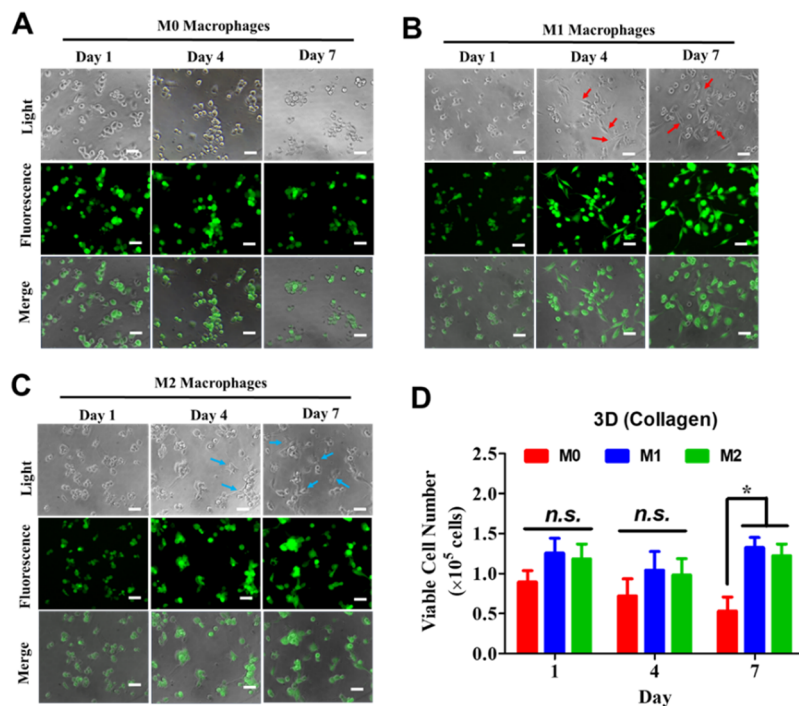 A
M0 Macrophages
Day 1 Day 4 Day 7
Light
Fluorescence
Merge
B
M1 Macrophages
Day 1 Day 4 Day 7
C
M2 Macrophages
Day 1 Day 4 Day 7
Light
Fluorescence
Merge
D
3D (Collagen)
M0 M1 M2
Viable Cell Number
(×10⁵ cells)
2.5
2.0
1.5
1.0
0.5
0.0
n.s. n.s. *
1 4 7
Day